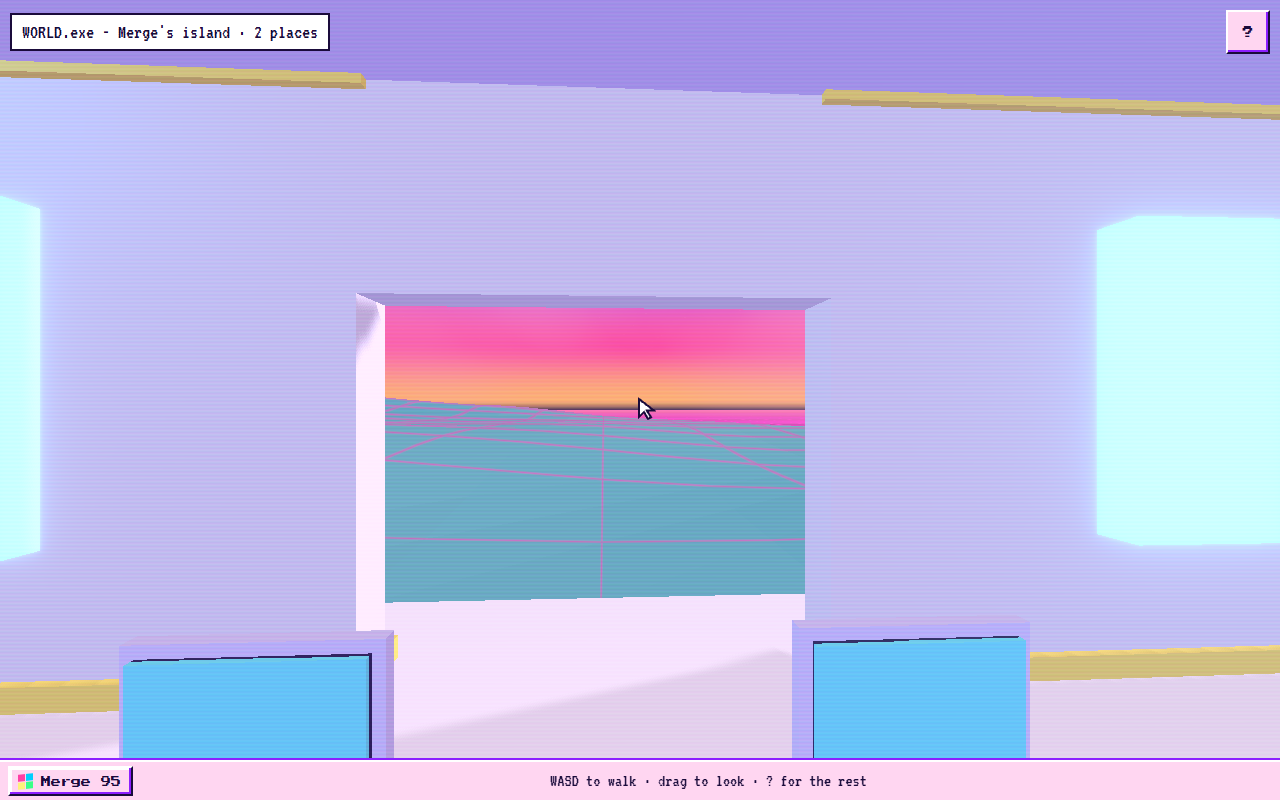 WORLD.exe - Merge's island · 2 places
?
Merge 95
WASD to walk · drag to look · ? for the rest